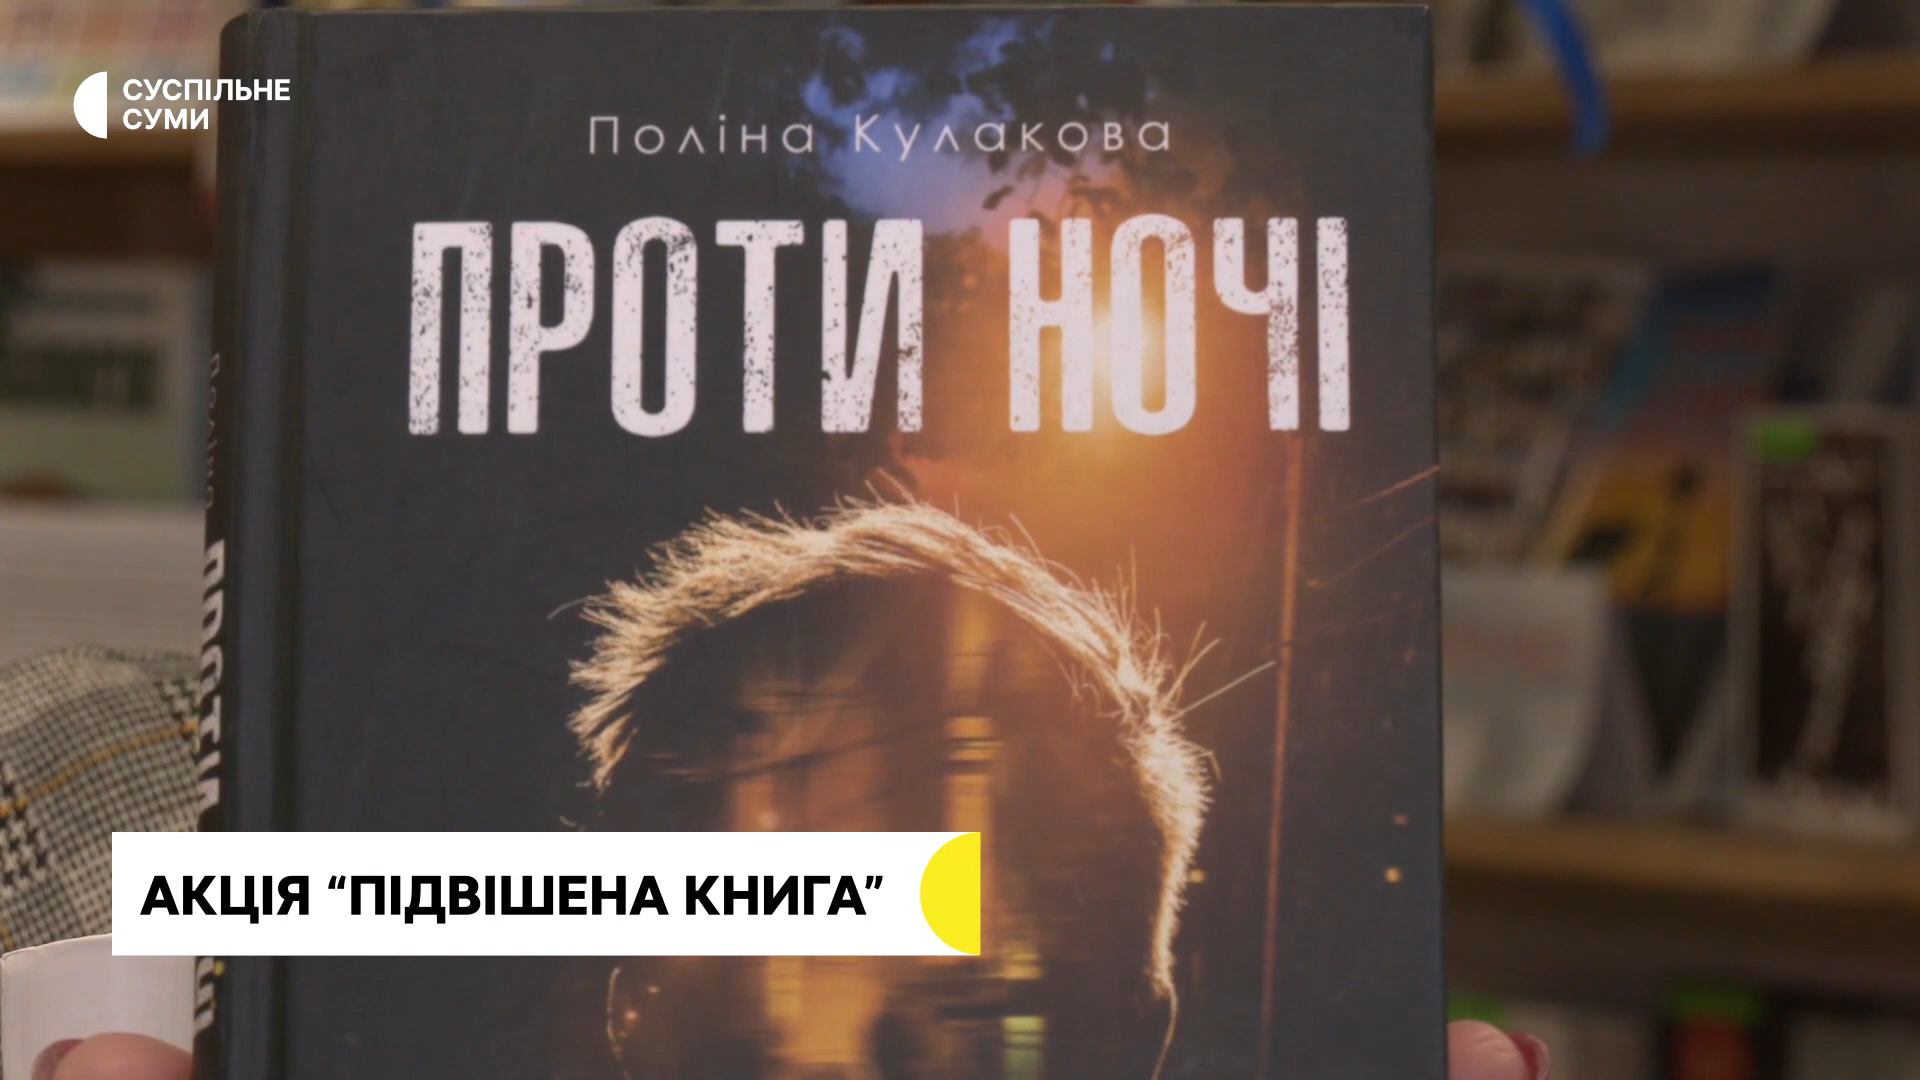 СУСПІЛЬНЕ
СУМИ
Поліна Кулакова
ПРОТИ НОЧІ
АКЦІЯ “ПІДВІШЕНА КНИГА”